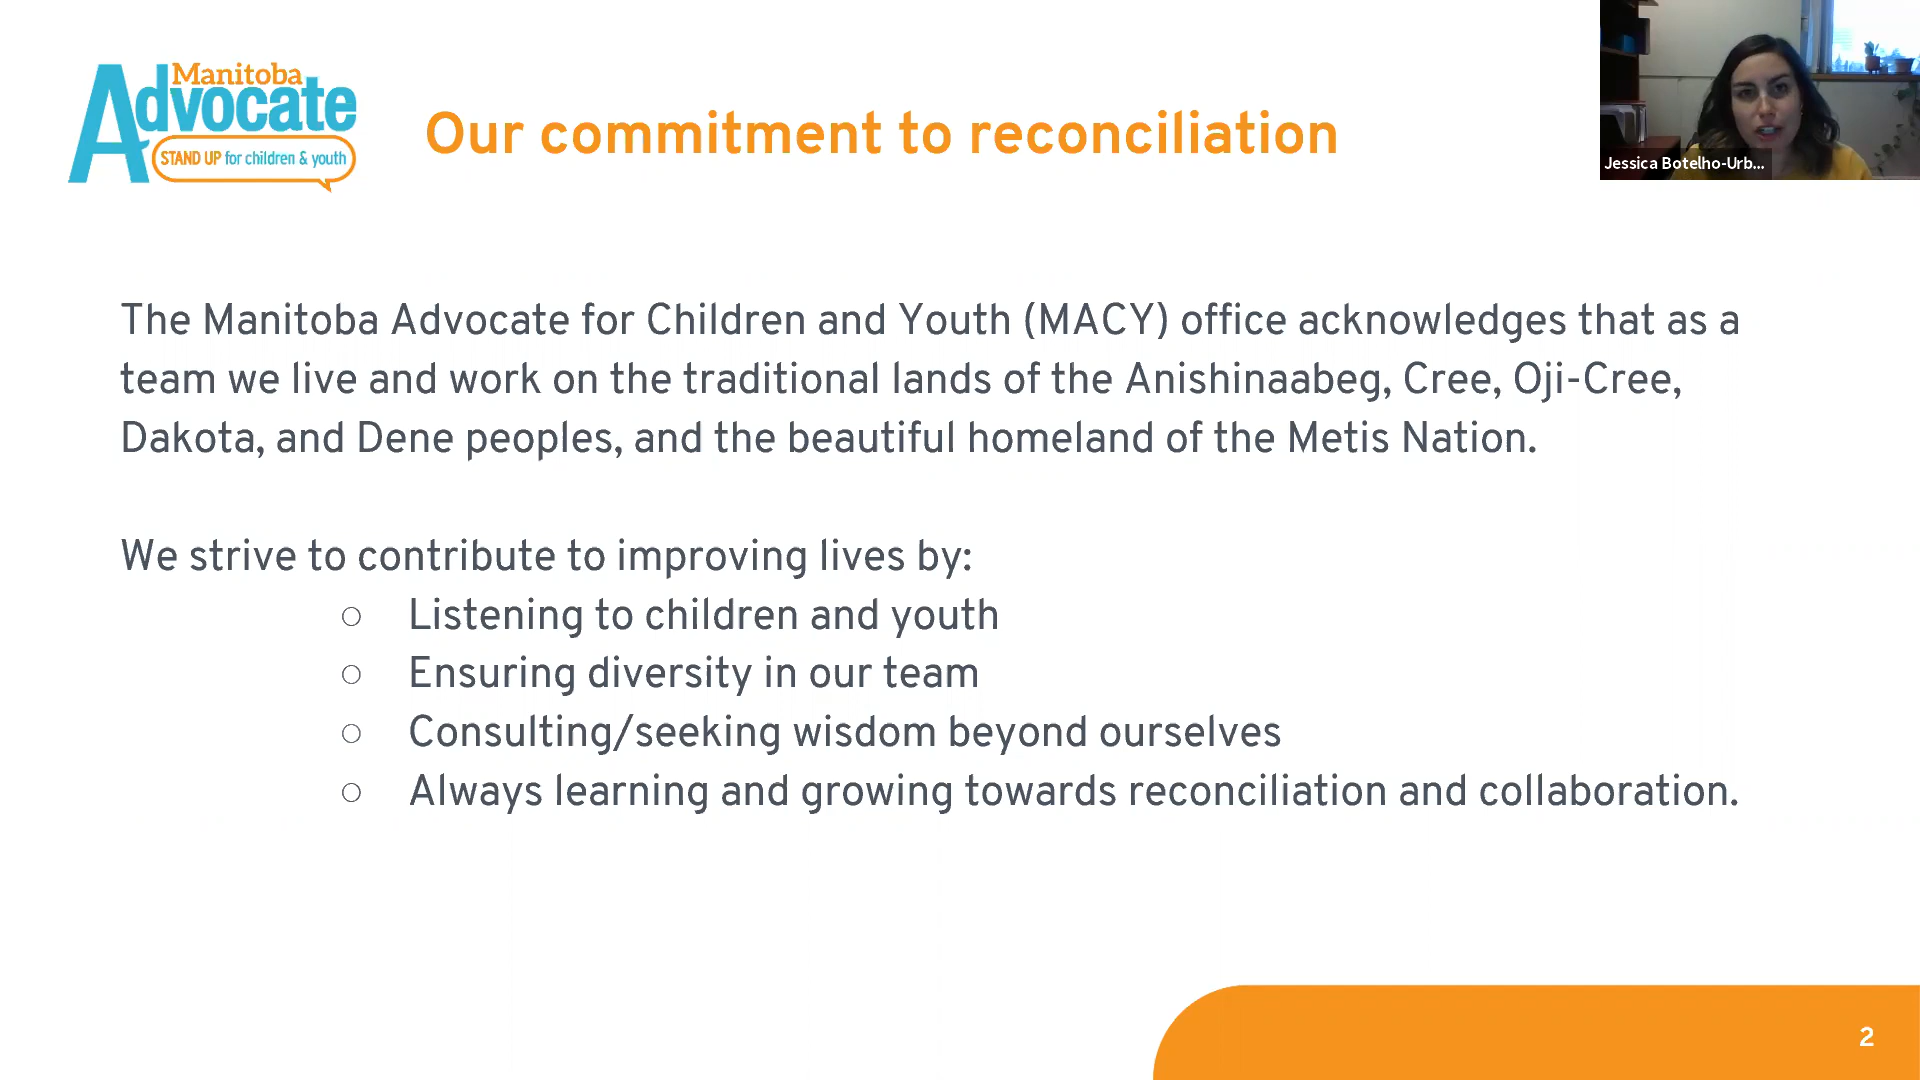 Manitoba
Advocate
STAND UP for children & youth
Our commitment to reconciliation
Jessica Botelho-Urb...
The Manitoba Advocate for Children and Youth (MACY) office acknowledges that as a
team we live and work on the traditional lands of the Anishinaabeg, Cree, Oji-Cree,
Dakota, and Dene peoples, and the beautiful homeland of the Metis Nation.
We strive to contribute to improving lives by:
○ Listening to children and youth
○ Ensuring diversity in our team
○ Consulting/seeking wisdom beyond ourselves
○ Always learning and growing towards reconciliation and collaboration.
2